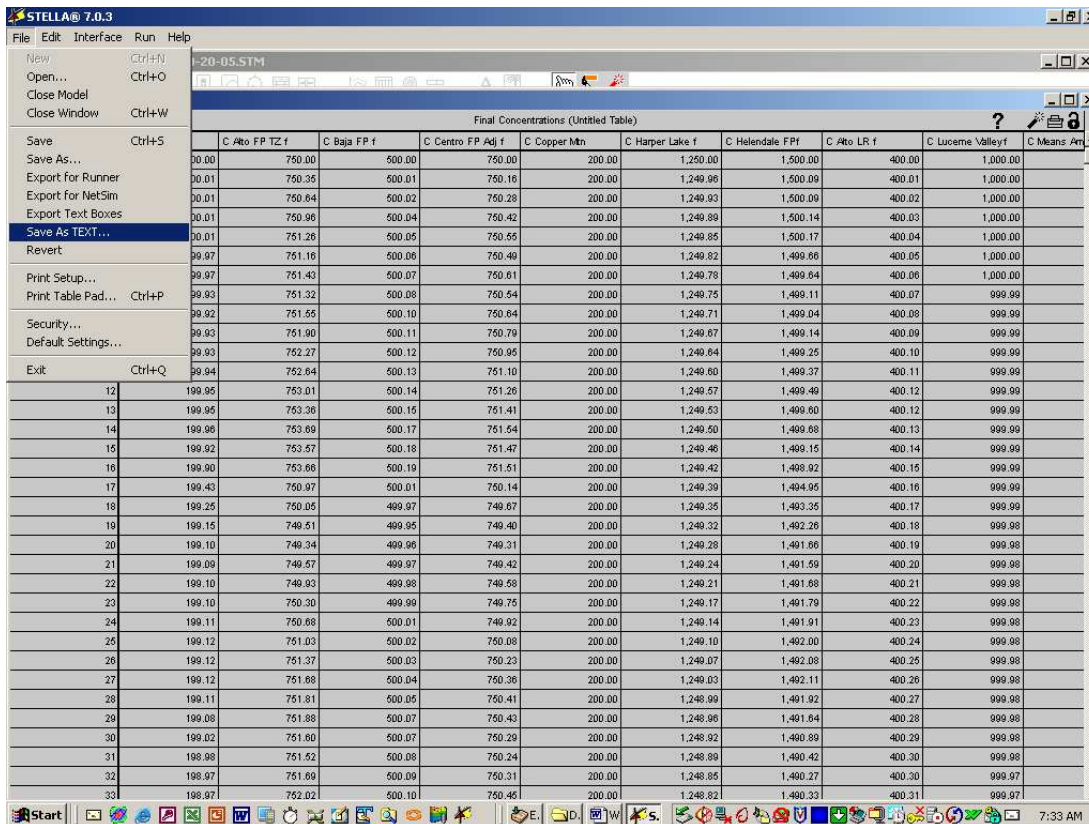 STELLA® 7.0.3
File Edit Interface Run Help
-20-05.STM
New Ctrl+N
Open... Ctrl+O
Close Model
Close Window Ctrl+W
Save Ctrl+S
Save As...
Export for Runner
Export for NetSim
Export Text Boxes
Save As TEXT...
Revert
Print Setup...
Print Table Pad... Ctrl+P
Security...
Default Settings...
Exit Ctrl+Q
Final Concentrations (Untitled Table) ?
C Alto FP TZ f C Baja FP f C Centro FP Adj f C Copper Mtn C Harper Lake f C Helendale FPf C Alto LR f C Lucerne Valleyf C Means Am
00.00 750.00 500.00 750.00 200.00 1,250.00 1,500.00 400.00 1,000.00
00.01 750.35 500.01 750.16 200.00 1,249.96 1,500.09 400.01 1,000.00
00.01 750.64 500.02 750.28 200.00 1,249.93 1,500.09 400.02 1,000.00
00.01 750.96 500.04 750.42 200.00 1,249.89 1,500.14 400.03 1,000.00
00.01 751.26 500.05 750.55 200.00 1,249.85 1,500.17 400.04 1,000.00
99.97 751.16 500.06 750.49 200.00 1,249.82 1,499.66 400.05 1,000.00
99.97 751.43 500.07 750.61 200.00 1,249.78 1,499.64 400.06 1,000.00
99.93 751.32 500.08 750.54 200.00 1,249.75 1,499.11 400.07 999.99
99.92 751.55 500.10 750.64 200.00 1,249.71 1,499.04 400.08 999.99
99.93 751.90 500.11 750.79 200.00 1,249.67 1,499.14 400.09 999.99
99.93 752.27 500.12 750.95 200.00 1,249.64 1,499.25 400.10 999.99
99.94 752.64 500.13 751.10 200.00 1,249.60 1,499.37 400.11 999.99
12 199.95 753.01 500.14 751.26 200.00 1,249.57 1,499.49 400.12 999.99
13 199.95 753.36 500.15 751.41 200.00 1,249.53 1,499.60 400.12 999.99
14 199.96 753.69 500.17 751.54 200.00 1,249.50 1,499.68 400.13 999.99
15 199.92 753.57 500.18 751.47 200.00 1,249.46 1,499.15 400.14 999.99
16 199.90 753.66 500.19 751.51 200.00 1,249.42 1,498.92 400.15 999.99
17 199.43 750.97 500.01 750.14 200.00 1,249.39 1,494.95 400.16 999.99
18 199.25 750.05 499.97 749.67 200.00 1,249.35 1,493.35 400.17 999.99
19 199.15 749.51 499.95 749.40 200.00 1,249.32 1,492.26 400.18 999.98
20 199.10 749.34 499.96 749.31 200.00 1,249.28 1,491.66 400.19 999.98
21 199.09 749.57 499.97 749.42 200.00 1,249.24 1,491.59 400.20 999.98
22 199.10 749.93 499.98 749.58 200.00 1,249.21 1,491.68 400.21 999.98
23 199.10 750.30 499.99 749.75 200.00 1,249.17 1,491.79 400.22 999.98
24 199.11 750.68 500.01 749.92 200.00 1,249.14 1,491.91 400.23 999.98
25 199.12 751.03 500.02 750.08 200.00 1,249.10 1,492.00 400.24 999.98
26 199.12 751.37 500.03 750.23 200.00 1,249.07 1,492.08 400.25 999.98
27 199.12 751.68 500.04 750.36 200.00 1,249.03 1,492.11 400.26 999.98
28 199.11 751.81 500.05 750.41 200.00 1,248.99 1,491.92 400.27 999.98
29 199.08 751.88 500.07 750.43 200.00 1,248.96 1,491.64 400.28 999.98
30 199.02 751.60 500.07 750.29 200.00 1,248.92 1,490.89 400.29 999.98
31 198.98 751.52 500.08 750.24 200.00 1,248.89 1,490.42 400.30 999.98
32 198.97 751.69 500.09 750.31 200.00 1,248.85 1,490.27 400.30 999.97
33 198.97 752.02 500.10 750.45 200.00 1,248.82 1,490.33 400.31 999.97
Start E. D. W S. 7:33 AM